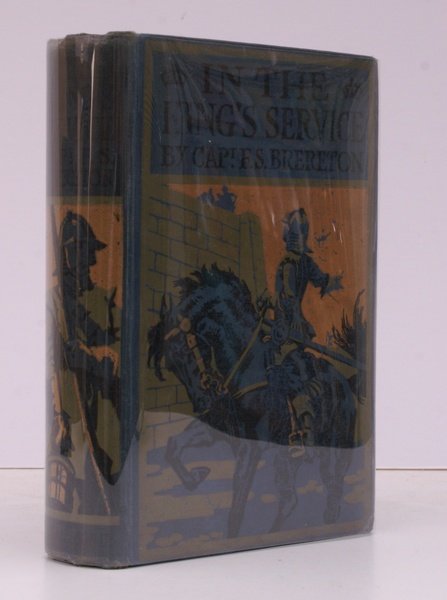 IN THE
KING'S SERVICE
BY CAPT. F.S. BRERETON